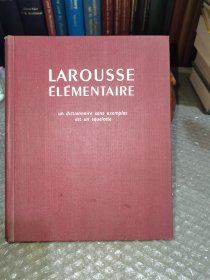 LAROUSSE
ÉLÉMENTAIRE
un dictionnaire sans exemples
est un squelette